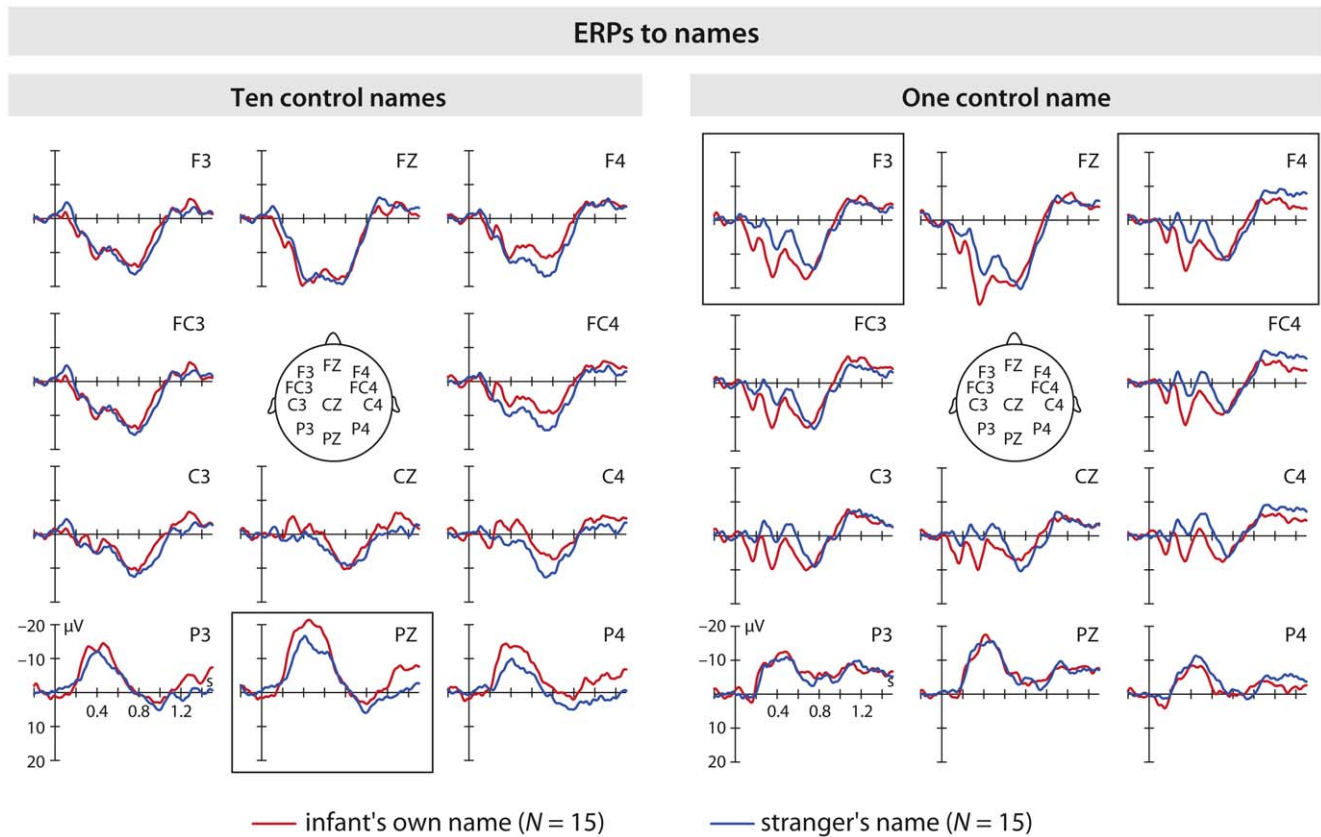 ERPs to names
Ten control names
One control name
F3 FZ F4
F3 FZ F4
FC3 FC4
FC3 FC4
FZ
F3 F4
FC3 FC4
C3 CZ C4
P3 P4
PZ
FZ
F3 F4
FC3 FC4
C3 CZ C4
P3 P4
PZ
C3 CZ C4
C3 CZ C4
P3 PZ P4
−20 μV
−10
10
20
0.4 0.8 1.2
s
P3 PZ P4
−20 μV
−10
10
20
0.4 0.8 1.2
s
infant's own name (N = 15)
stranger's name (N = 15)